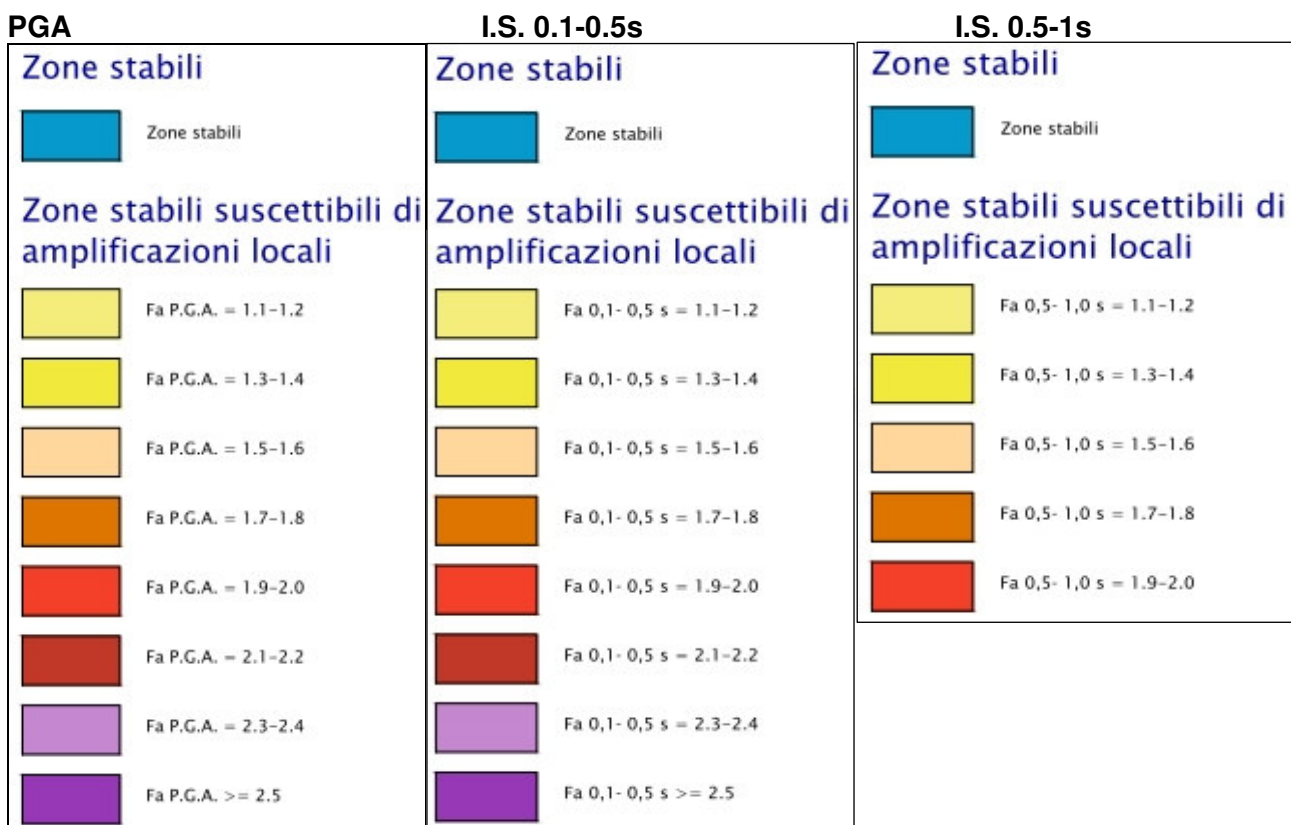 PGA
Zone stabili
Zone stabili
Zone stabili suscettibili di
amplificazioni locali
Fa P.G.A. = 1.1-1.2
Fa P.G.A. = 1.3-1.4
Fa P.G.A. = 1.5-1.6
Fa P.G.A. = 1.7-1.8
Fa P.G.A. = 1.9-2.0
Fa P.G.A. = 2.1-2.2
Fa P.G.A. = 2.3-2.4
Fa P.G.A. >= 2.5
I.S. 0.1-0.5s
Zone stabili
Zone stabili
Zone stabili suscettibili di
amplificazioni locali
Fa 0,1- 0,5 s = 1.1-1.2
Fa 0,1- 0,5 s = 1.3-1.4
Fa 0,1- 0,5 s = 1.5-1.6
Fa 0,1- 0,5 s = 1.7-1.8
Fa 0,1- 0,5 s = 1.9-2.0
Fa 0,1- 0,5 s = 2.1-2.2
Fa 0,1- 0,5 s = 2.3-2.4
Fa 0,1- 0,5 s >= 2.5
I.S. 0.5-1s
Zone stabili
Zone stabili
Zone stabili suscettibili di
amplificazioni locali
Fa 0,5- 1,0 s = 1.1-1.2
Fa 0,5- 1,0 s = 1.3-1.4
Fa 0,5- 1,0 s = 1.5-1.6
Fa 0,5- 1,0 s = 1.7-1.8
Fa 0,5- 1,0 s = 1.9-2.0